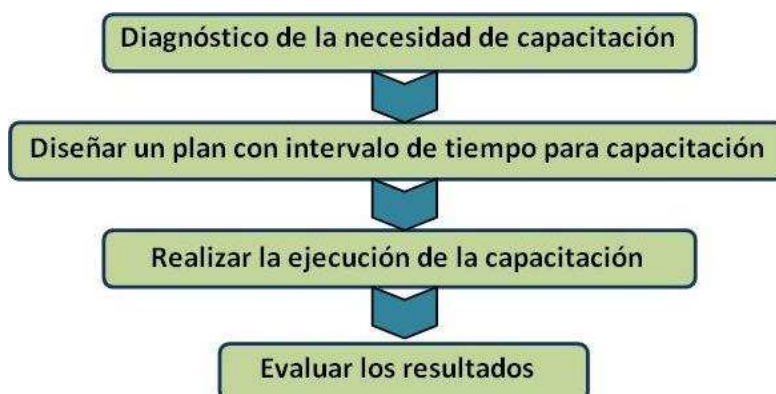 Diagnóstico de la necesidad de capacitación
Diseñar un plan con intervalo de tiempo para capacitación
Realizar la ejecución de la capacitación
Evaluar los resultados